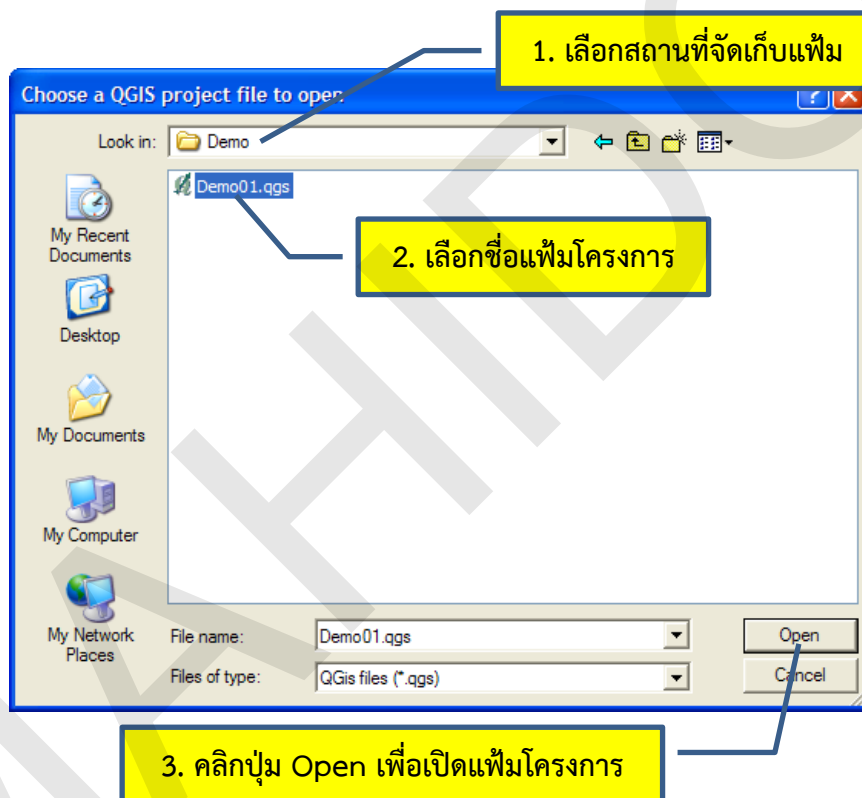 1. เลือกสถานที่จัดเก็บแฟ้ม
Choose a QGIS project file to open
Look in:
Demo
Demo01.qgs
My Recent
Documents
2. เลือกชื่อแฟ้มโครงการ
Desktop
My Documents
My Computer
My Network
Places
File name:
Demo01.qgs
Open
Files of type:
QGis files (*.qgs)
Cancel
3. คลิกปุ่ม Open เพื่อเปิดแฟ้มโครงการ